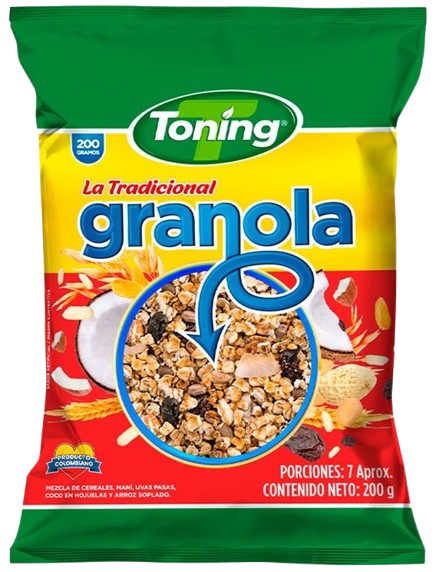 Toning
200
GRAMOS
La Tradicional
granola
PRODUCTO
COLOMBIANO
PORCIONES: 7 Aprox.
CONTENIDO NETO: 200 g
MEZCLA DE CEREALES, MANÍ, UVAS PASAS,
COCO EN HOJUELAS Y ARROZ SOPLADO.